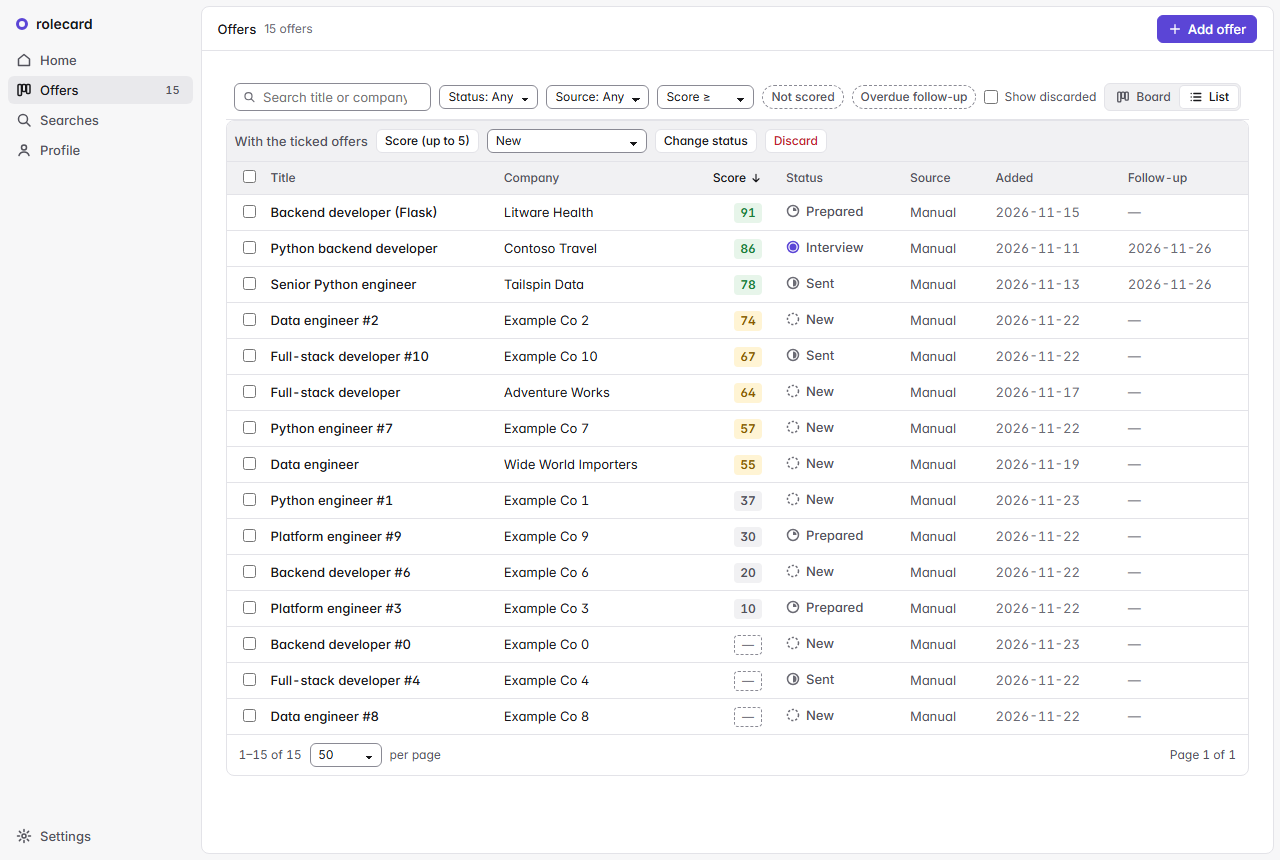 rolecard
Home
Offers 15
Searches
Profile
Settings
Offers 15 offers
Add offer
Search title or company
Status: Any
Source: Any
Score ≥
Not scored
Overdue follow-up
Show discarded
Board
List
With the ticked offers
Score (up to 5)
New
Change status
Discard
Title Company Score ↓ Status Source Added Follow-up
Backend developer (Flask) Litware Health 91 Prepared Manual 2026-11-15 —
Python backend developer Contoso Travel 86 Interview Manual 2026-11-11 2026-11-26
Senior Python engineer Tailspin Data 78 Sent Manual 2026-11-13 2026-11-26
Data engineer #2 Example Co 2 74 New Manual 2026-11-22 —
Full-stack developer #10 Example Co 10 67 Sent Manual 2026-11-22 —
Full-stack developer Adventure Works 64 New Manual 2026-11-17 —
Python engineer #7 Example Co 7 57 New Manual 2026-11-22 —
Data engineer Wide World Importers 55 New Manual 2026-11-19 —
Python engineer #1 Example Co 1 37 New Manual 2026-11-23 —
Platform engineer #9 Example Co 9 30 Prepared Manual 2026-11-22 —
Backend developer #6 Example Co 6 20 New Manual 2026-11-22 —
Platform engineer #3 Example Co 3 10 Prepared Manual 2026-11-22 —
Backend developer #0 Example Co 0 — New Manual 2026-11-23 —
Full-stack developer #4 Example Co 4 — Sent Manual 2026-11-22 —
Data engineer #8 Example Co 8 — New Manual 2026-11-22 —
1–15 of 15 50 per page Page 1 of 1